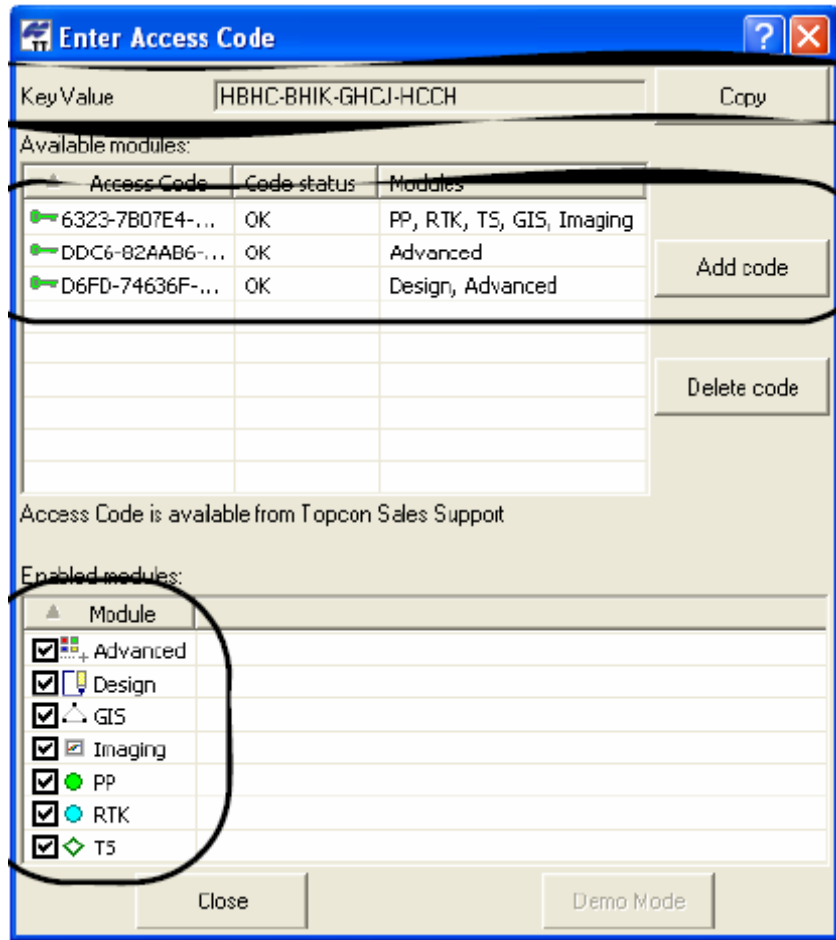 TT Enter Access Code
Key Value HBHC-BHIK-GHCJ-HCCH Copy
Available modules:
Access Code Code status Modules
6323-7B07E4-... OK PP, RTK, TS, GIS, Imaging
DDC6-82AAB6-... OK Advanced
Add code
D6FD-74636F-... OK Design, Advanced
Delete code
Access Code is available from Topcon Sales Support
Enabled modules:
Module
Advanced
Design
GIS
Imaging
PP
RTK
TS
Close Demo Mode